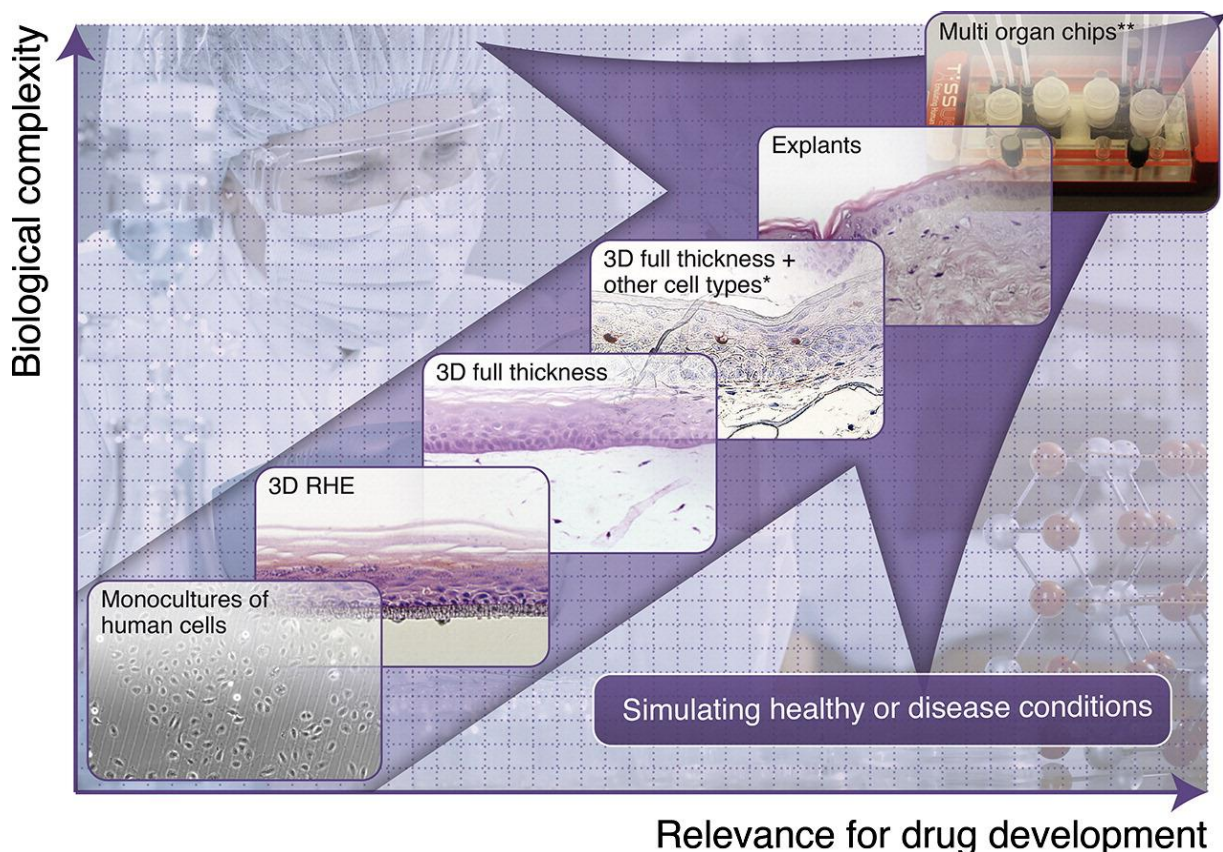 Biological complexity
Multi organ chips**
TISS
Explants
3D full thickness +
other cell types*
3D full thickness
3D RHE
Monocultures of
human cells
Simulating healthy or disease conditions
Relevance for drug development